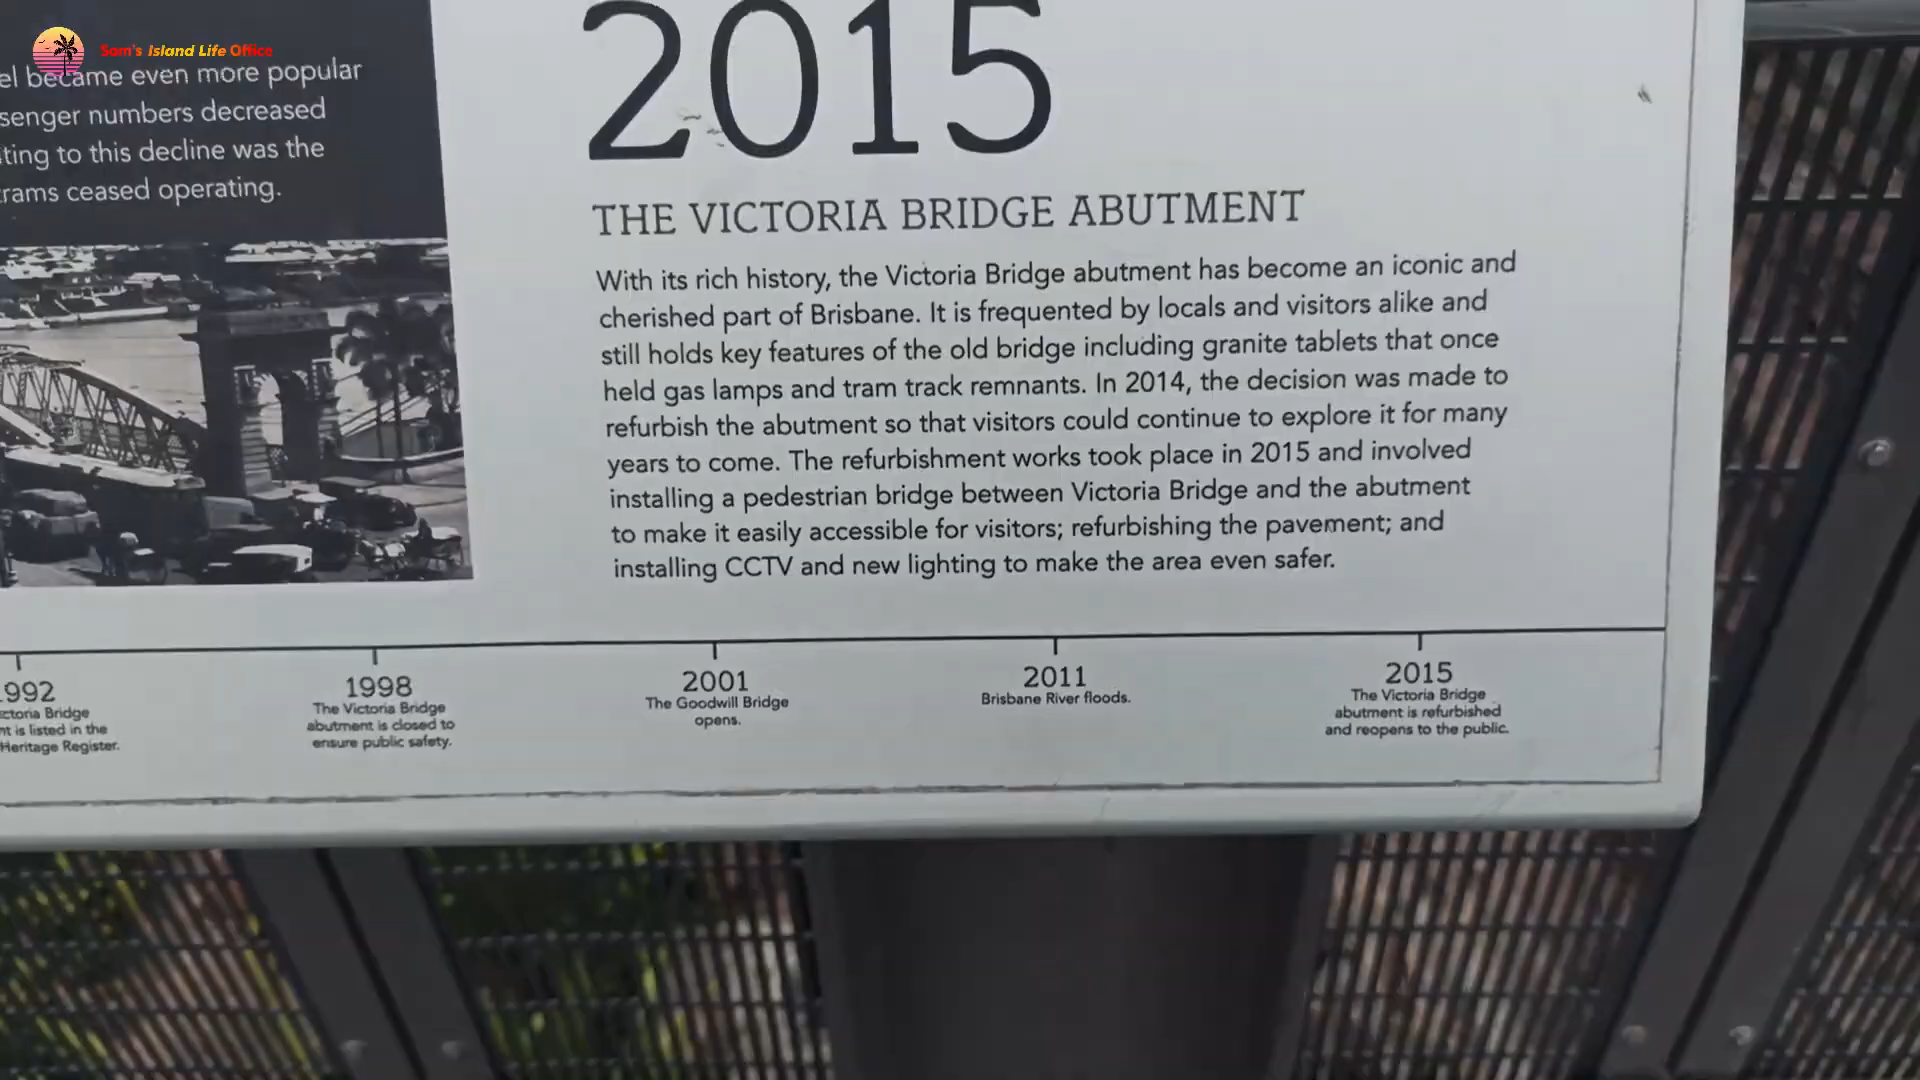 Sam's Island Life Office
became even more popular
numbers decreased
to this decline was the
ceased operating.
2015
THE VICTORIA BRIDGE ABUTMENT
With its rich history, the Victoria Bridge abutment has become an iconic and
cherished part of Brisbane. It is frequented by locals and visitors alike and
still holds key features of the old bridge including granite tablets that once
held gas lamps and tram track remnants. In 2014, the decision was made to
refurbish the abutment so that visitors could continue to explore it for many
years to come. The refurbishment works took place in 2015 and involved
installing a pedestrian bridge between Victoria Bridge and the abutment
to make it easily accessible for visitors; refurbishing the pavement; and
installing CCTV and new lighting to make the area even safer.
992
Bridge
is listed in the
Heritage Register.
1998
The Victoria Bridge
abutment is closed to
ensure public safety.
2001
The Goodwill Bridge
opens.
2011
Brisbane River floods.
2015
The Victoria Bridge
abutment is refurbished
and reopens to the public.